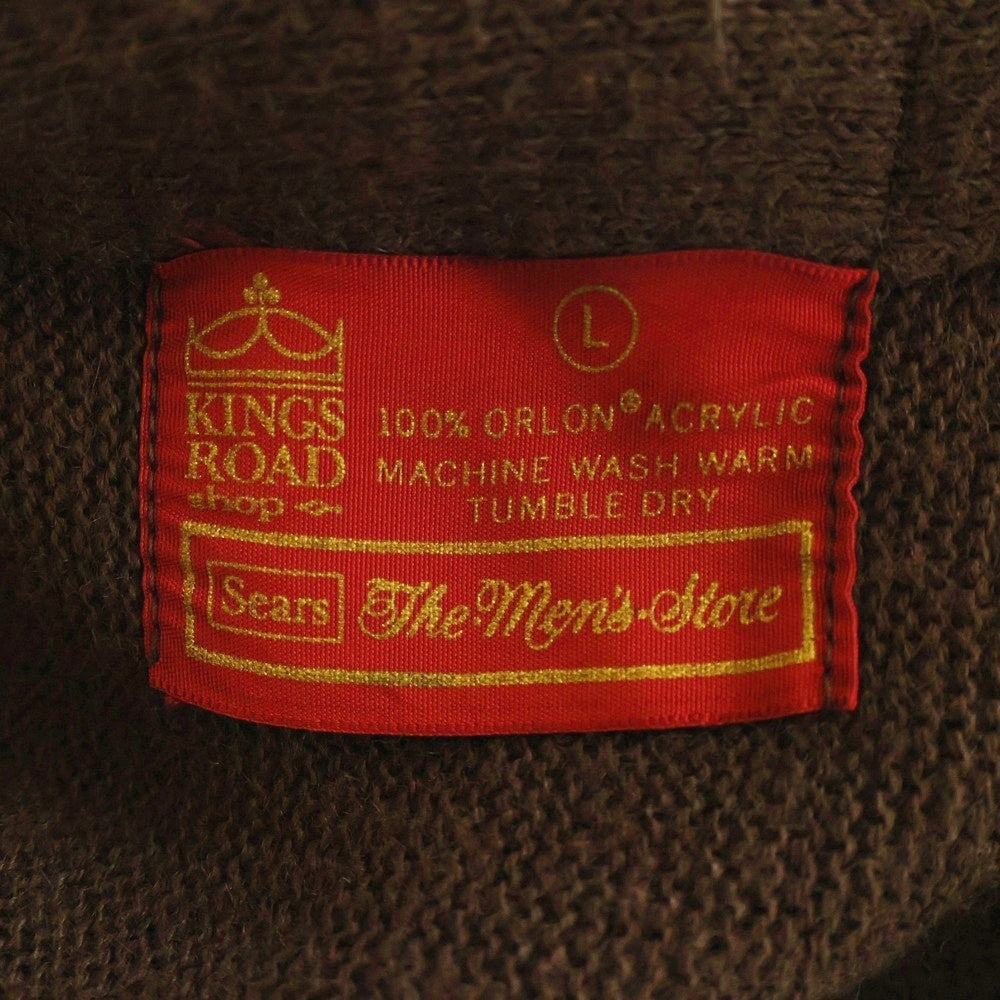 L
KINGS
ROAD
shop
100% ORLON® ACRYLIC
MACHINE WASH WARM
TUMBLE DRY
Sears The Men's Store